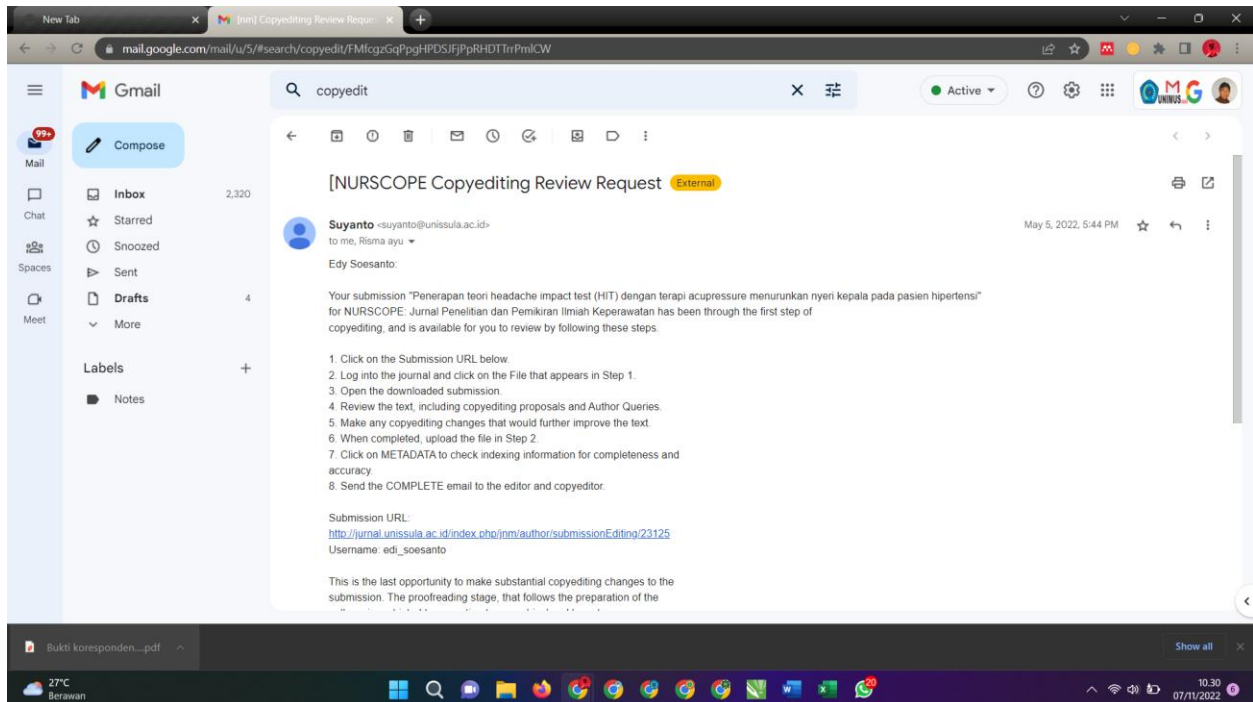 New Tab
[nm] Copyediting Review Reque
mail.google.com/mail/u/5/#search/copyedit/FMfcgzGqPpgHPDSJFjPpRHDTTrrPmlCW
Gmail
copyedit
Active
UNINUS
99+
Mail
Compose
Chat
Spaces
Meet
Inbox 2,320
Starred
Snoozed
Sent
Drafts 4
More
Labels +
Notes
[NURSCOPE Copyediting Review Request External
Suyanto <suyanto@unissula.ac.id> May 5, 2022, 5:44 PM
to me, Risma ayu
Edy Soesanto:
Your submission "Penerapan teori headache impact test (HIT) dengan terapi acupressure menurunkan nyeri kepala pada pasien hipertensi"
for NURSCOPE: Jurnal Penelitian dan Pemikiran Ilmiah Keperawatan has been through the first step of
copyediting, and is available for you to review by following these steps.
1. Click on the Submission URL below.
2. Log into the journal and click on the File that appears in Step 1.
3. Open the downloaded submission.
4. Review the text, including copyediting proposals and Author Queries.
5. Make any copyediting changes that would further improve the text.
6. When completed, upload the file in Step 2.
7. Click on METADATA to check indexing information for completeness and
accuracy.
8. Send the COMPLETE email to the editor and copyeditor.
Submission URL:
http://jurnal.unissula.ac.id/index.php/jnm/author/submissionEditing/23125
Username: edi_soesanto
This is the last opportunity to make substantial copyediting changes to the
submission. The proofreading stage, that follows the preparation of the
Bukti koresponden....pdf
Show all
27°C
Berawan
20
10.30
07/11/2022
6